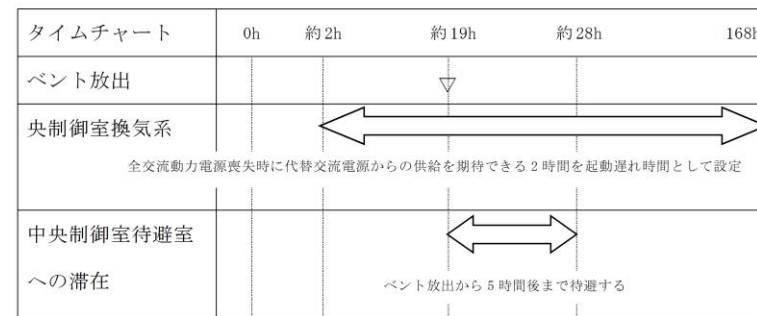 タイムチャート 0h 約2h 約19h 約28h 168h
ベント放出
央制御室換気系
全交流動力電源喪失時に代替交流電源からの供給を期待できる2時間を起動遅れ時間として設定
中央制御室待避室
への滞在
ベント放出から5時間後まで待避する